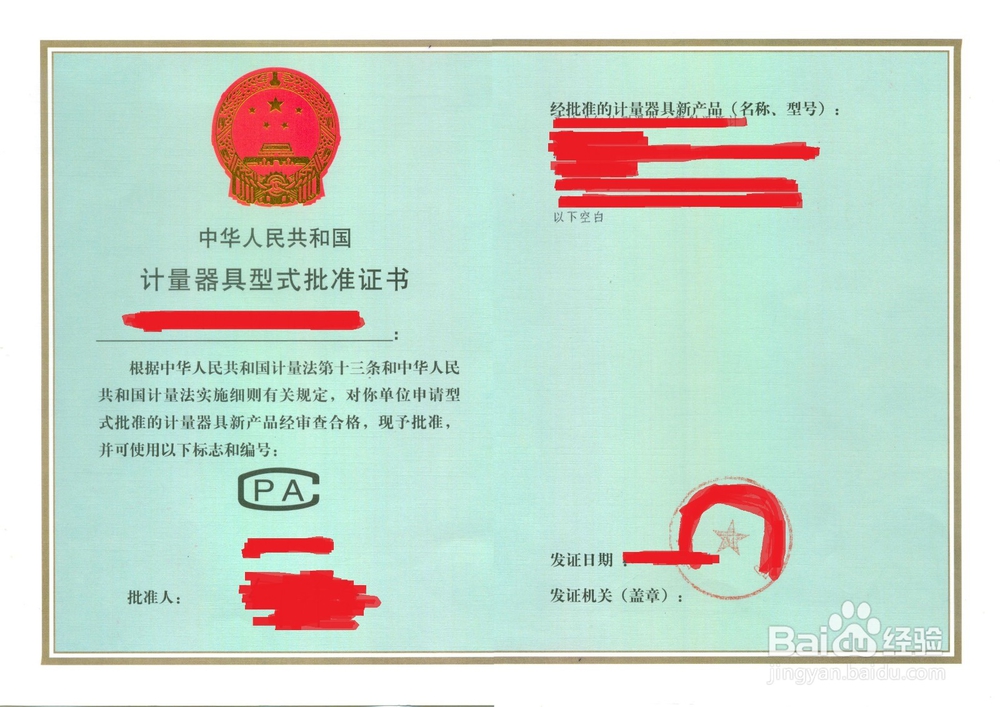 中华人民共和国
计量器具型式批准证书
:
根据中华人民共和国计量法第十三条和中华人民
共和国计量法实施细则有关规定，对你单位申请型
式批准的计量器具新产品经审查合格，现予批准，
并可使用以下标志和编号：
CPA
批准人：
经批准的计量器具新产品（名称、型号）：
以下空白
发证日期：
发证机关（盖章）：
Baidu经验
jingyan.baidu.com